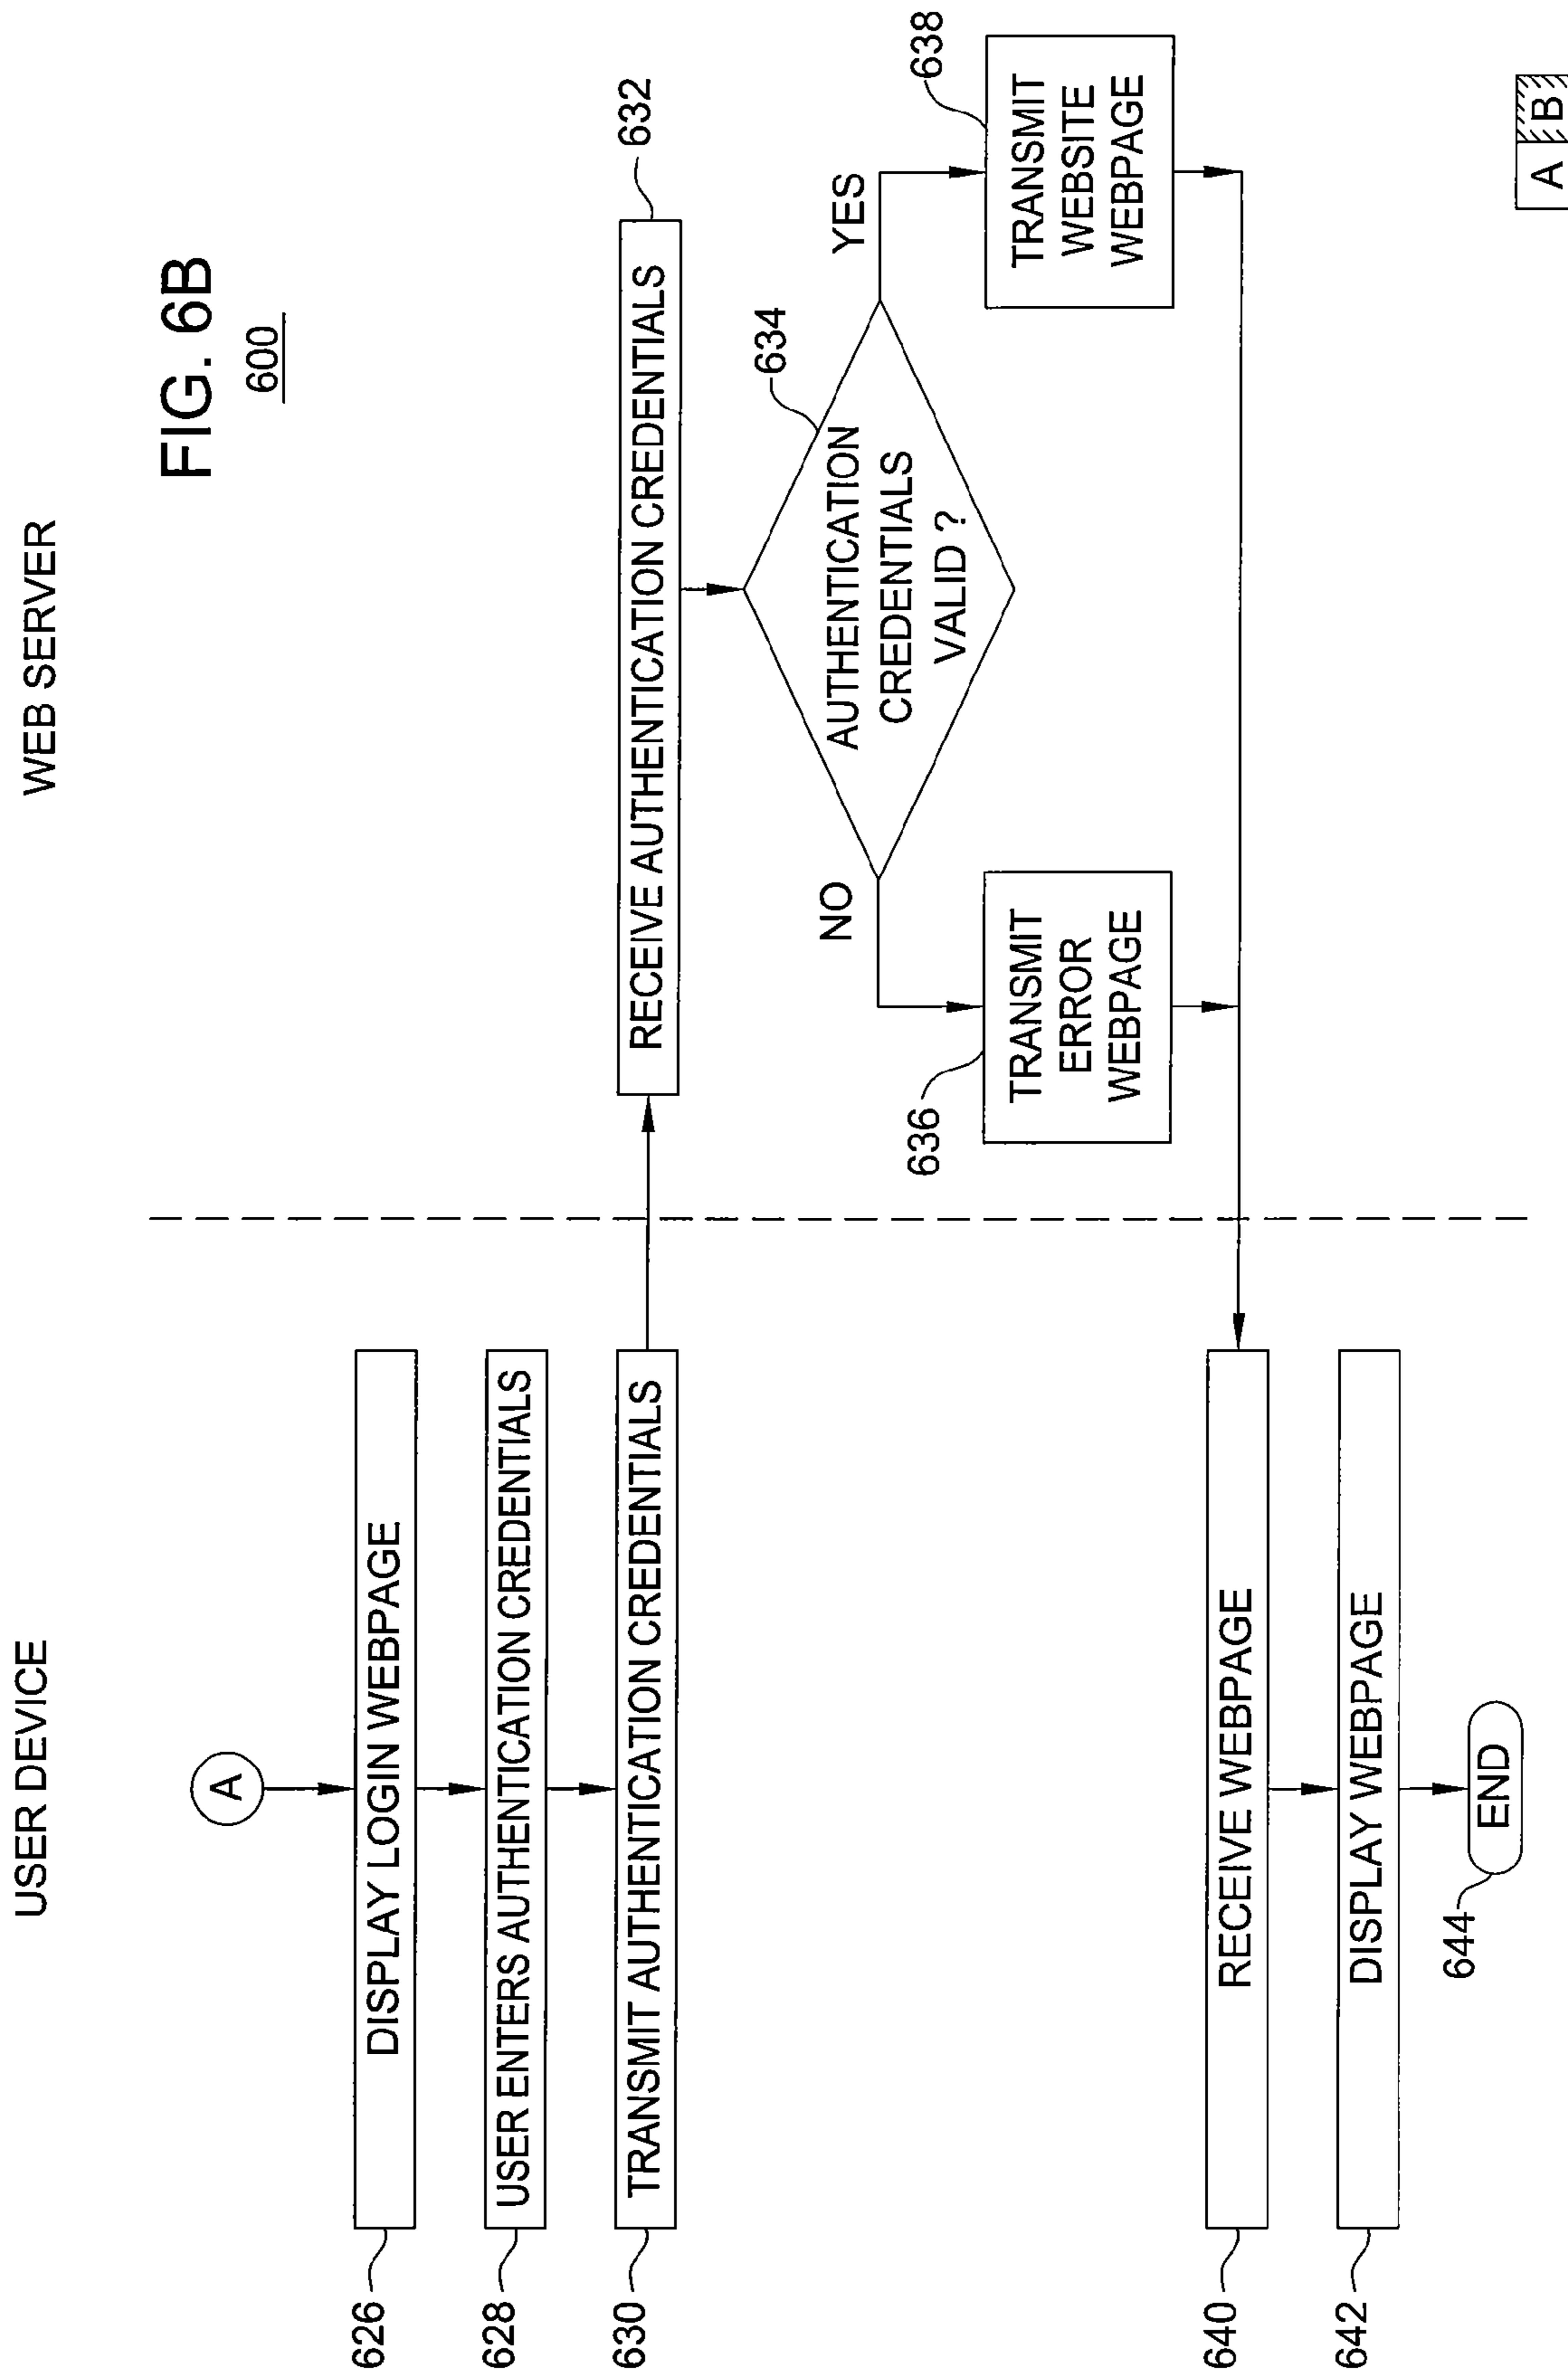 USER DEVICE
WEB SERVER
FIG. 6B
600
A
626
DISPLAY LOGIN WEBPAGE
628
USER ENTERS AUTHENTICATION CREDENTIALS
630
TRANSMIT AUTHENTICATION CREDENTIALS
RECEIVE AUTHENTICATION CREDENTIALS
632
634
AUTHENTICATION
CREDENTIALS
VALID ?
NO
YES
636
TRANSMIT
ERROR
WEBPAGE
638
TRANSMIT
WEBSITE
WEBPAGE
640
RECEIVE WEBPAGE
642
DISPLAY WEBPAGE
644
END
A B